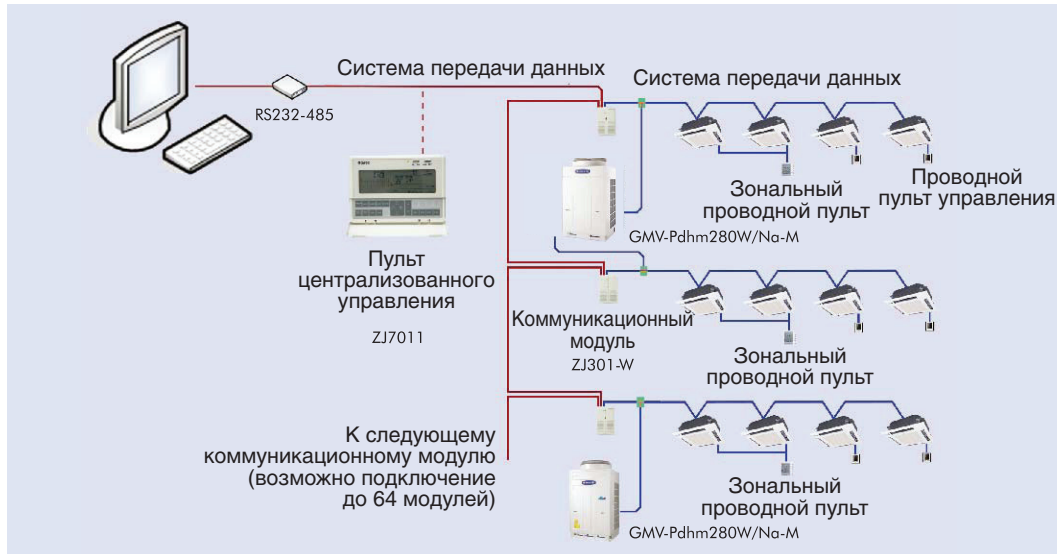 Система передачи данных
Система передачи данных
RS232-485
Зональный
проводной пульт
Проводной
пульт управления
GMV-Pdhm280W/Na-M
Пульт
централизованного
управления
ZJ7011
Коммуникационный
модуль
ZJ301-W
Зональный
проводной пульт
К следующему
коммуникационному модулю
(возможно подключение
до 64 модулей)
Зональный
проводной пульт
GMV-Pdhm280W/Na-M